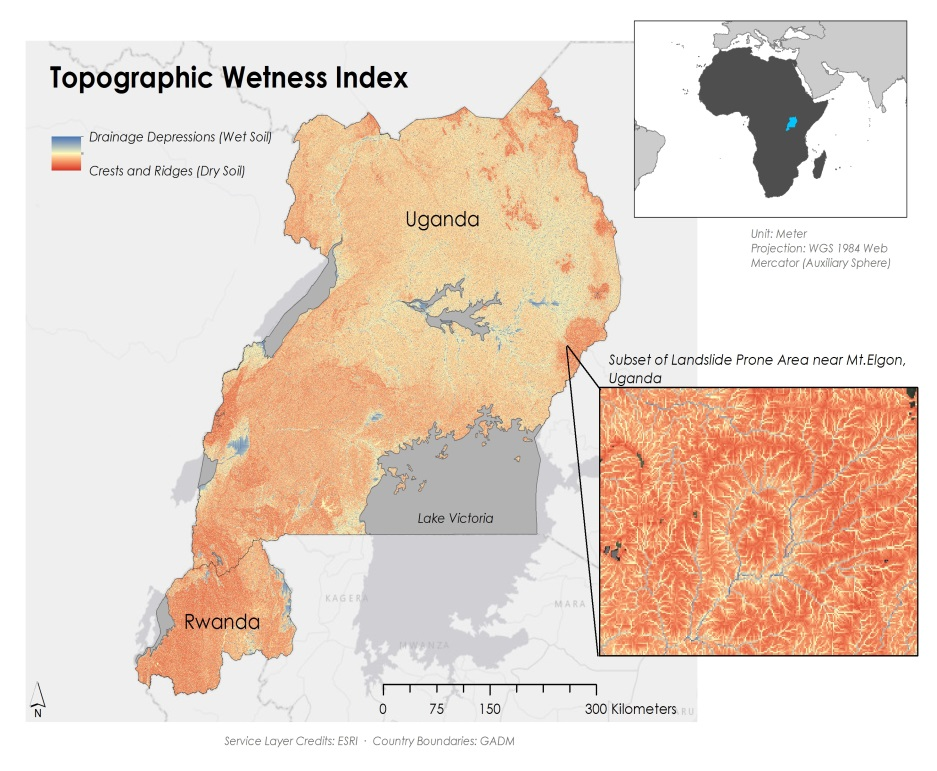 Topographic Wetness Index
Drainage Depressions (Wet Soil)
Crests and Ridges (Dry Soil)
Uganda
Unit: Meter
Projection: WGS 1984 Web
Mercator (Auxiliary Sphere)
Subset of Landslide Prone Area near Mt.Elgon,
Uganda
Lake Victoria
KAGERA
MARA
Rwanda
MWANZA
N
0 75 150 300 Kilometers
Service Layer Credits: ESRI · Country Boundaries: GADM